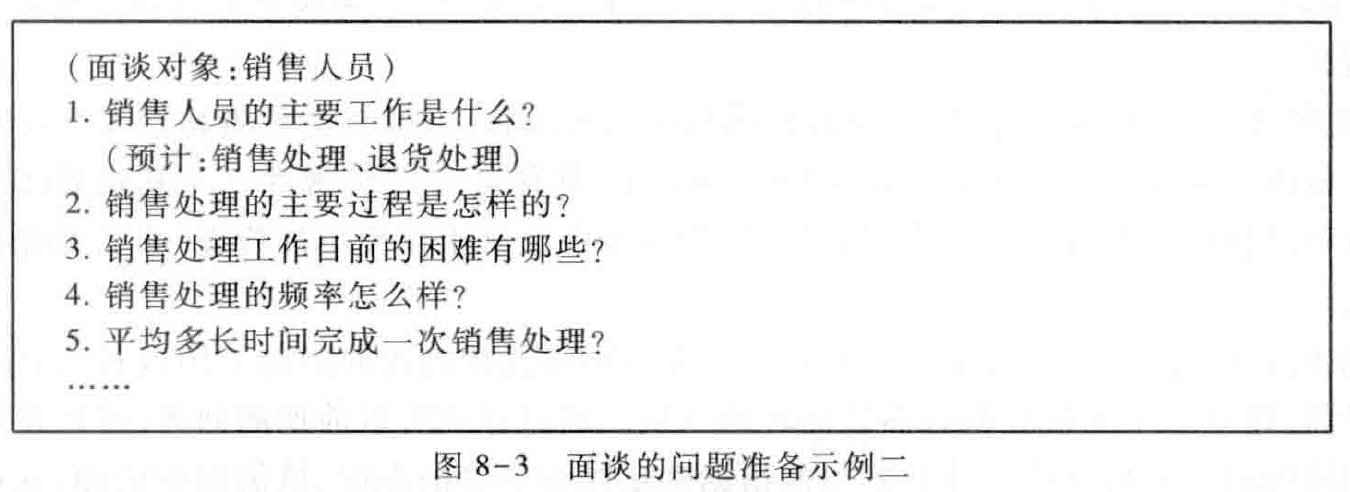 (面谈对象:销售人员)
1. 销售人员的主要工作是什么?
(预计:销售处理、退货处理)
2. 销售处理的主要过程是怎样的?
3. 销售处理工作目前的困难有哪些?
4. 销售处理的频率怎么样?
5. 平均多长时间完成一次销售处理?
……
图 8-3 面谈的问题准备示例二